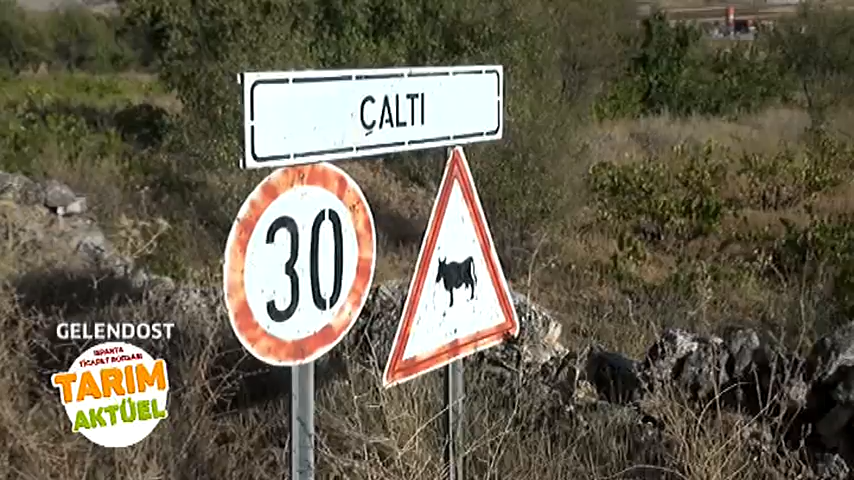 ÇALTI
30
GELENDOST
ISPARTA
TİCARET BORSASI
TARIM
AKTÜEL